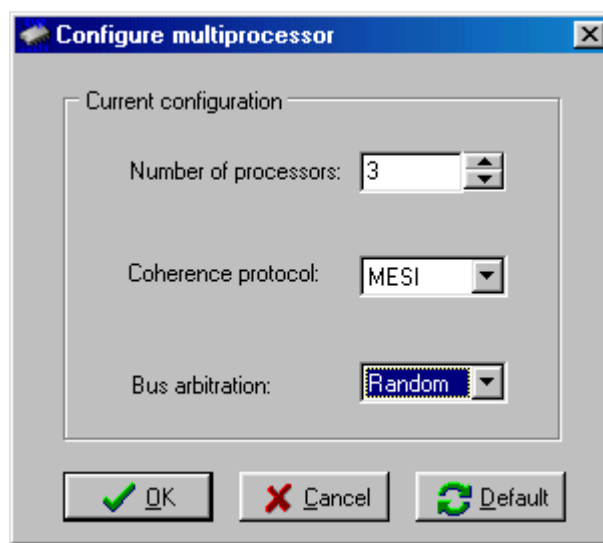 Configure multiprocessor
Current configuration
Number of processors: 3
Coherence protocol: MESI
Bus arbitration: Random
OK Cancel Default